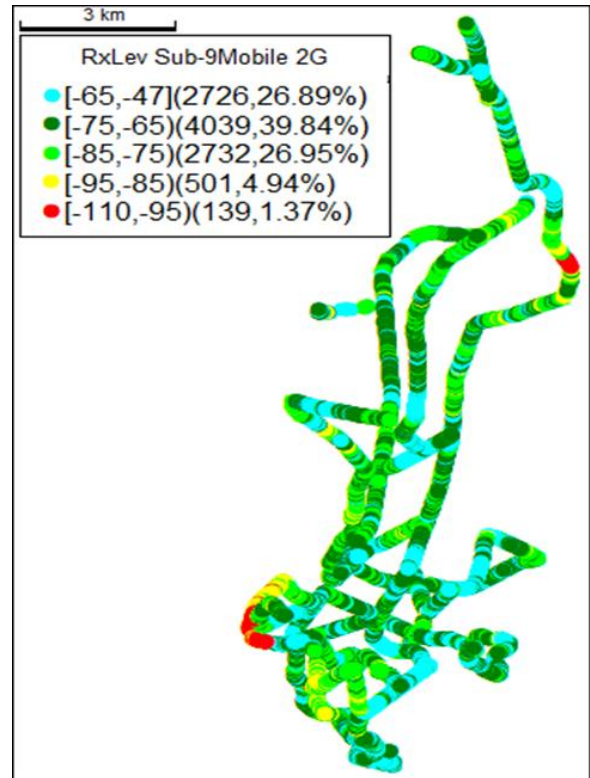 3 km
RxLev Sub-9Mobile 2G
[-65,-47](2726,26.89%)
[-75,-65)(4039,39.84%)
[-85,-75)(2732,26.95%)
[-95,-85)(501,4.94%)
[-110,-95)(139,1.37%)